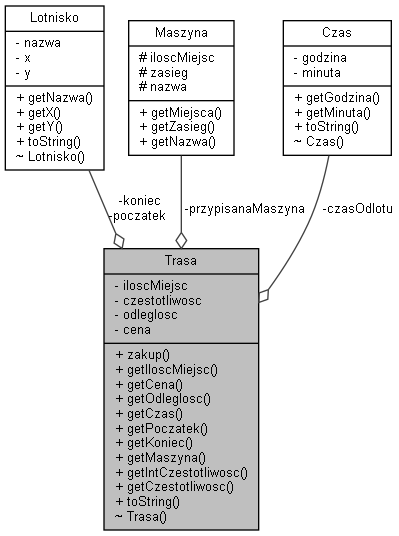 Lotnisko
- nazwa
- x
- y
+ getNazwa()
+ getX()
+ getY()
+ toString()
~ Lotnisko()
Maszyna
# iloscMiejsc
# zasieg
# nazwa
+ getMiejsca()
+ getZasieg()
+ getNazwa()
Czas
- godzina
- minuta
+ getGodzina()
+ getMinuta()
+ toString()
~ Czas()
-koniec
-poczatek
-przypisanaMaszyna
-czasOdlotu
Trasa
- iloscMiejsc
- czestotliwosc
- odleglosc
- cena
+ zakup()
+ getIloscMiejsc()
+ getCena()
+ getOdleglosc()
+ getCzas()
+ getPoczatek()
+ getKoniec()
+ getMaszyna()
+ getIntCzestotliwosc()
+ getCzestotliwosc()
+ toString()
~ Trasa()